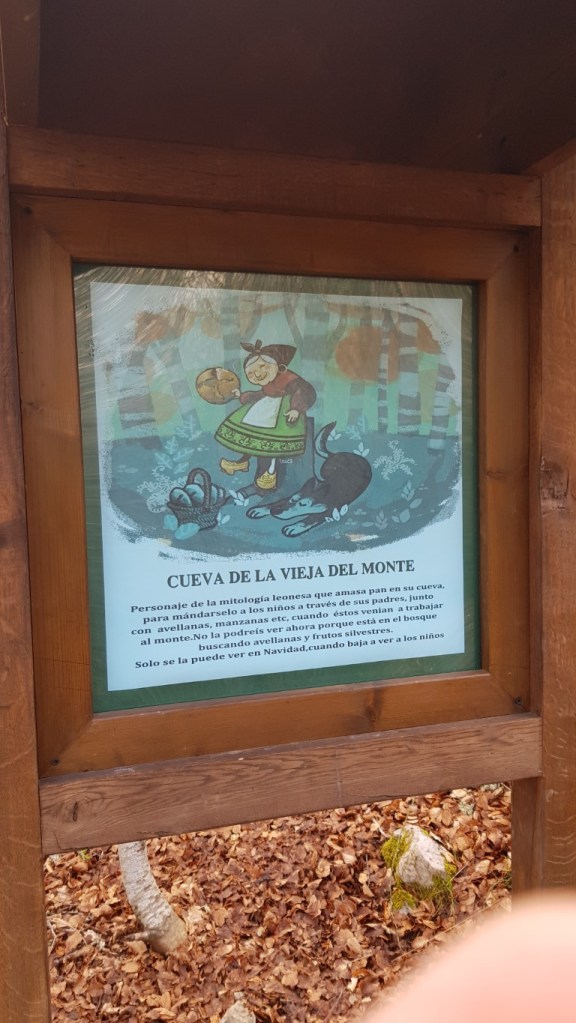 CUEVA DE LA VIEJA DEL MONTE
Personaje de la mitología leonesa que amasa pan en su cueva,
para mándarselo a los niños a través de sus padres, junto
con avellanas, manzanas etc, cuando éstos venian a trabajar
al monte.No la podreís ver ahora porque está en el bosque
buscando avellanas y frutos silvestres.
Solo se la puede ver en Navidad,cuando baja a ver a los niños